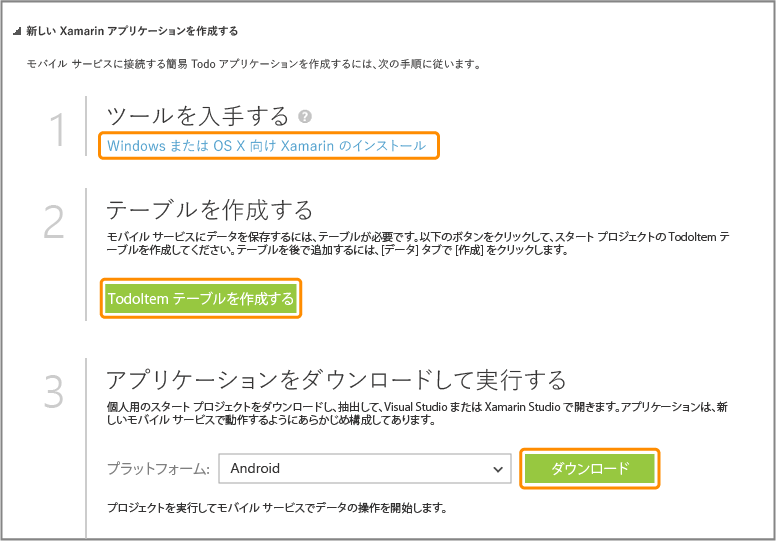 新しい Xamarin アプリケーションを作成する
モバイル サービスに接続する簡易 Todo アプリケーションを作成するには、次の手順に従います。
1
ツールを入手する ?
Windows または OS X 向け Xamarin のインストール
2
テーブルを作成する
モバイル サービスにデータを保存するには、テーブルが必要です。以下のボタンをクリックして、スタート プロジェクトの TodoItem テ
ーブルを作成してください。テーブルを後で追加するには、[データ] タブで [作成] をクリックします。
TodoItem テーブルを作成する
3
アプリケーションをダウンロードして実行する
個人用のスタート プロジェクトをダウンロードし、抽出して、Visual Studio または Xamarin Studio で開きます。アプリケーションは、新
しいモバイル サービスで動作するようにあらかじめ構成してあります。
プラットフォーム: Android ダウンロード
プロジェクトを実行してモバイル サービスでデータの操作を開始します。